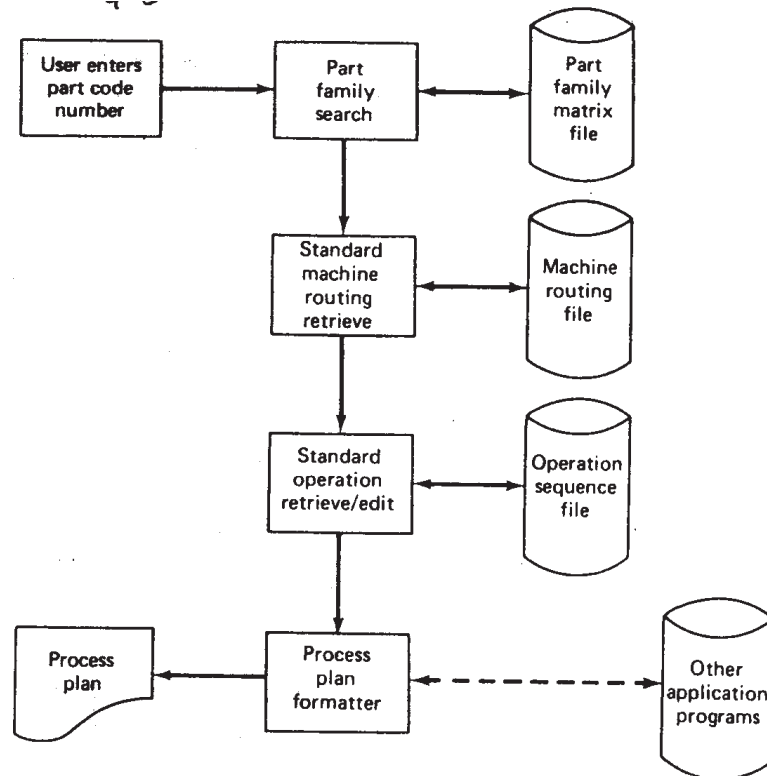 User enters
part code
number
Part
family
search
Part
family
matrix
file
Standard
machine
routing
retrieve
Machine
routing
file
Standard
operation
retrieve/edit
Operation
sequence
file
Process
plan
Process
plan
formatter
Other
application
programs